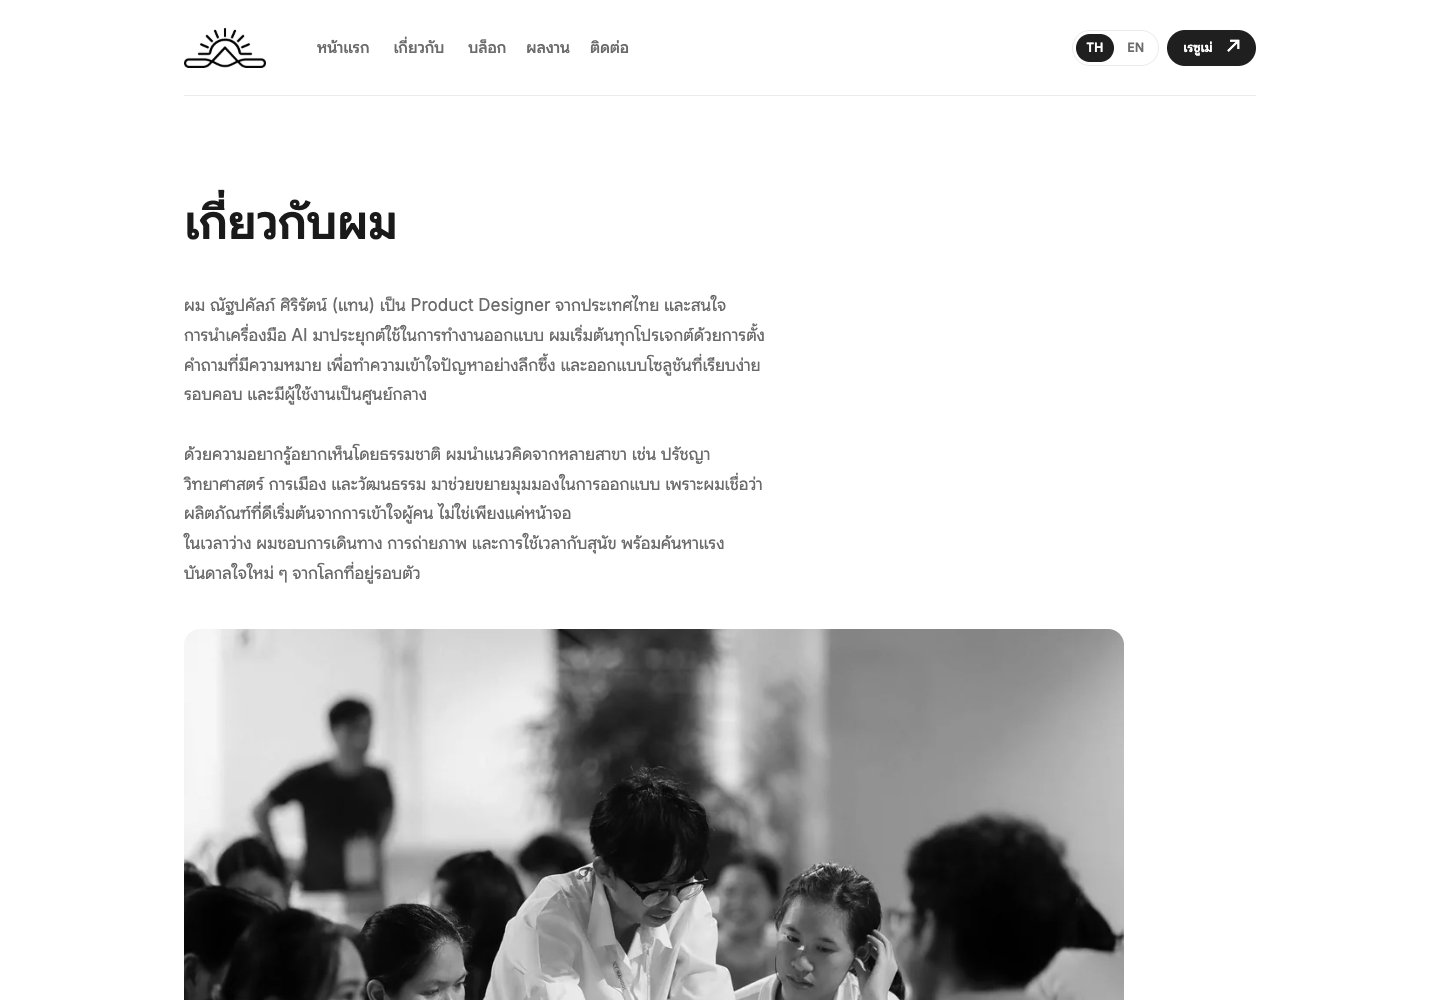 หน้าแรก
เกี่ยวกับ
บล็อก
ผลงาน
ติดต่อ
TH
EN
เรซูเม่
เกี่ยวกับผม
ผม ณัฐปคัลภ์ ศิริรัตน์ (แทน) เป็น Product Designer จากประเทศไทย และสนใจ
การนำเครื่องมือ AI มาประยุกต์ใช้ในการทำงานออกแบบ ผมเริ่มต้นทุกโปรเจกต์ด้วยการตั้ง
คำถามที่มีความหมาย เพื่อทำความเข้าใจปัญหาอย่างลึกซึ้ง และออกแบบโซลูชันที่เรียบง่าย
รอบคอบ และมีผู้ใช้งานเป็นศูนย์กลาง
ด้วยความอยากรู้อยากเห็นโดยธรรมชาติ ผมนำแนวคิดจากหลายสาขา เช่น ปรัชญา
วิทยาศาสตร์ การเมือง และวัฒนธรรม มาช่วยขยายมุมมองในการออกแบบ เพราะผมเชื่อว่า
ผลิตภัณฑ์ที่ดีเริ่มต้นจากการเข้าใจผู้คน ไม่ใช่เพียงแค่หน้าจอ
ในเวลาว่าง ผมชอบการเดินทาง การถ่ายภาพ และการใช้เวลากับสุนัข พร้อมค้นหาแรง
บันดาลใจใหม่ ๆ จากโลกที่อยู่รอบตัว